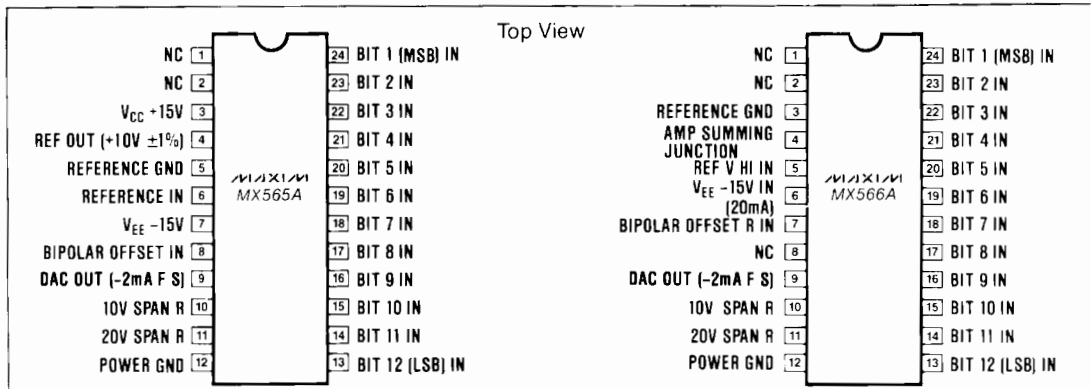 Top View
NC 1
NC 2
VCC +15V 3
REF OUT (+10V ±1%) 4
REFERENCE GND 5
REFERENCE IN 6
VEE -15V 7
BIPOLAR OFFSET IN 8
DAC OUT (-2mA F S) 9
10V SPAN R 10
20V SPAN R 11
POWER GND 12
MAXIM
MX565A
24 BIT 1 (MSB) IN
23 BIT 2 IN
22 BIT 3 IN
21 BIT 4 IN
20 BIT 5 IN
19 BIT 6 IN
18 BIT 7 IN
17 BIT 8 IN
16 BIT 9 IN
15 BIT 10 IN
14 BIT 11 IN
13 BIT 12 (LSB) IN
NC 1
NC 2
REFERENCE GND 3
AMP SUMMING
JUNCTION 4
REF V HI IN 5
VEE -15V IN
(20mA) 6
BIPOLAR OFFSET R IN 7
NC 8
DAC OUT (-2mA F S) 9
10V SPAN R 10
20V SPAN R 11
POWER GND 12
MAXIM
MX566A
24 BIT 1 (MSB) IN
23 BIT 2 IN
22 BIT 3 IN
21 BIT 4 IN
20 BIT 5 IN
19 BIT 6 IN
18 BIT 7 IN
17 BIT 8 IN
16 BIT 9 IN
15 BIT 10 IN
14 BIT 11 IN
13 BIT 12 (LSB) IN